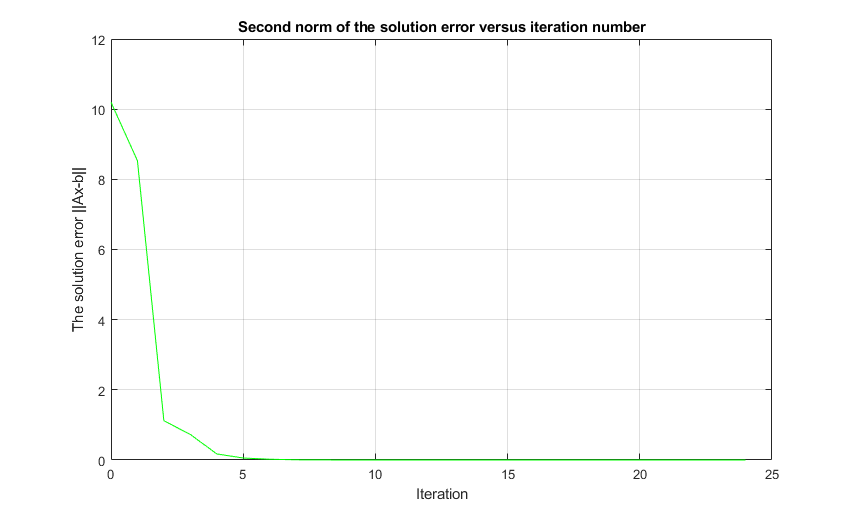 Second norm of the solution error versus iteration number
12
10
8
6
4
2
0
The solution error ||Ax-b||
0 5 10 15 20 25
Iteration